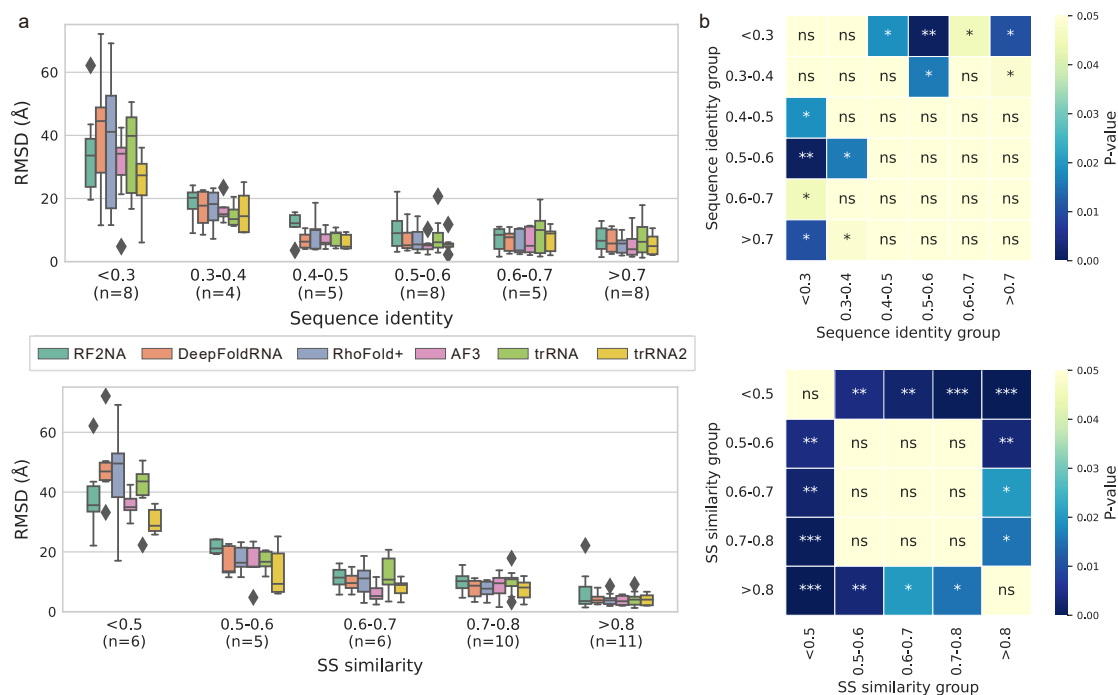 a
RMSD (Å)
60
40
20
0
<0.3 0.3-0.4 0.4-0.5 0.5-0.6 0.6-0.7 >0.7
(n=8) (n=4) (n=5) (n=8) (n=5) (n=8)
Sequence identity
RF2NA DeepFoldRNA RhoFold+ AF3 trRNA trRNA2
RMSD (Å)
60
40
20
0
<0.5 0.5-0.6 0.6-0.7 0.7-0.8 >0.8
(n=6) (n=5) (n=6) (n=10) (n=11)
SS similarity
b
Sequence identity group
<0.3 ns ns * ** * *
0.3-0.4 ns ns ns * ns *
0.4-0.5 * ns ns ns ns ns
0.5-0.6 ** * ns ns ns ns
0.6-0.7 * ns ns ns ns ns
>0.7 * * ns ns ns ns
<0.3 0.3-0.4 0.4-0.5 0.5-0.6 0.6-0.7 >0.7
Sequence identity group
0.05
0.04
0.03
0.02
0.01
0.00
P-value
SS similarity group
<0.5 ns ** ** *** ***
0.5-0.6 ** ns ns ns **
0.6-0.7 ** ns ns ns *
0.7-0.8 *** ns ns ns *
>0.8 *** ** * * ns
<0.5 0.5-0.6 0.6-0.7 0.7-0.8 >0.8
SS similarity group
0.05
0.04
0.03
0.02
0.01
0.00
P-value